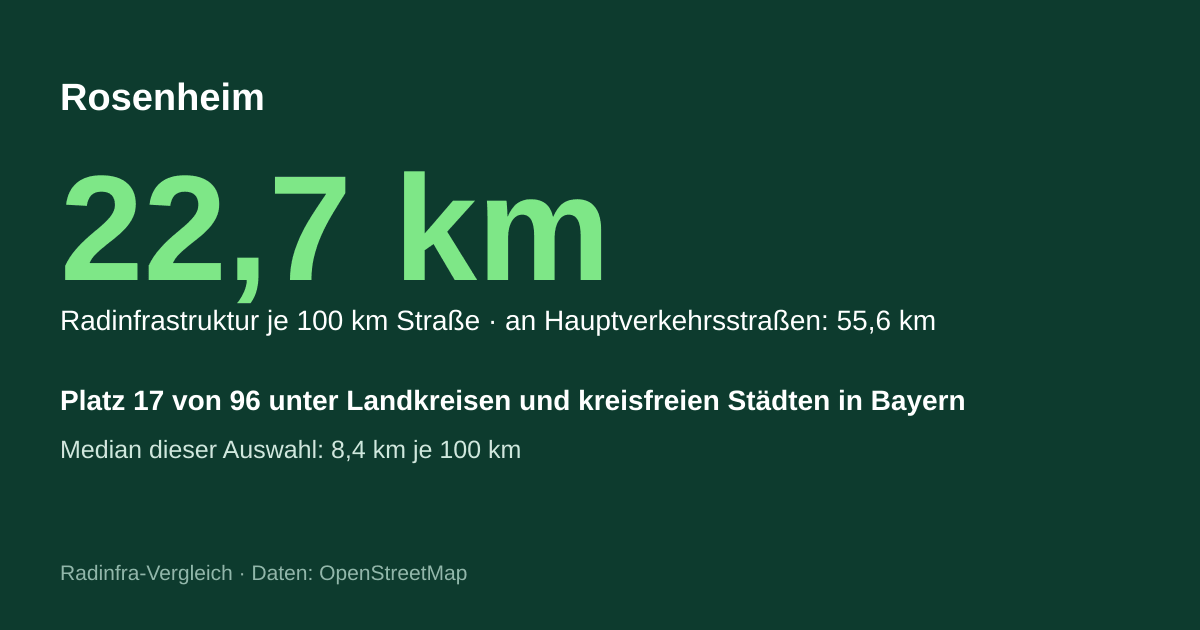 Rosenheim
22,7 km
Radinfrastruktur je 100 km Straße · an Hauptverkehrsstraßen: 55,6 km
Platz 17 von 96 unter Landkreisen und kreisfreien Städten in Bayern
Median dieser Auswahl: 8,4 km je 100 km
Radinfra-Vergleich · Daten: OpenStreetMap